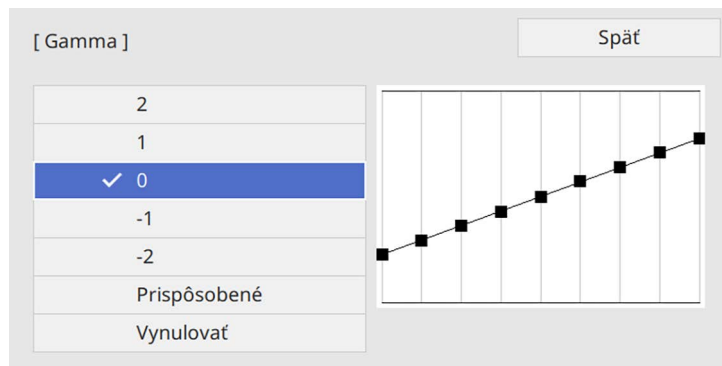 [ Gamma ]
Späť
2
1
0
-1
-2
Prispôsobené
Vynulovať